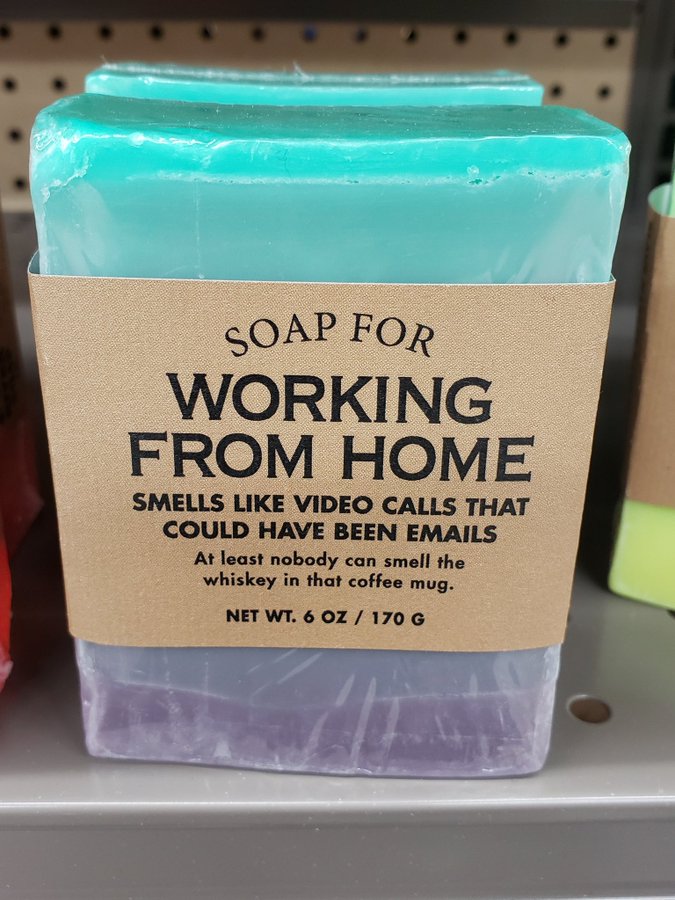 SOAP FOR
WORKING
FROM HOME
SMELLS LIKE VIDEO CALLS THAT
COULD HAVE BEEN EMAILS
At least nobody can smell the
whiskey in that coffee mug.
NET WT. 6 OZ / 170 G